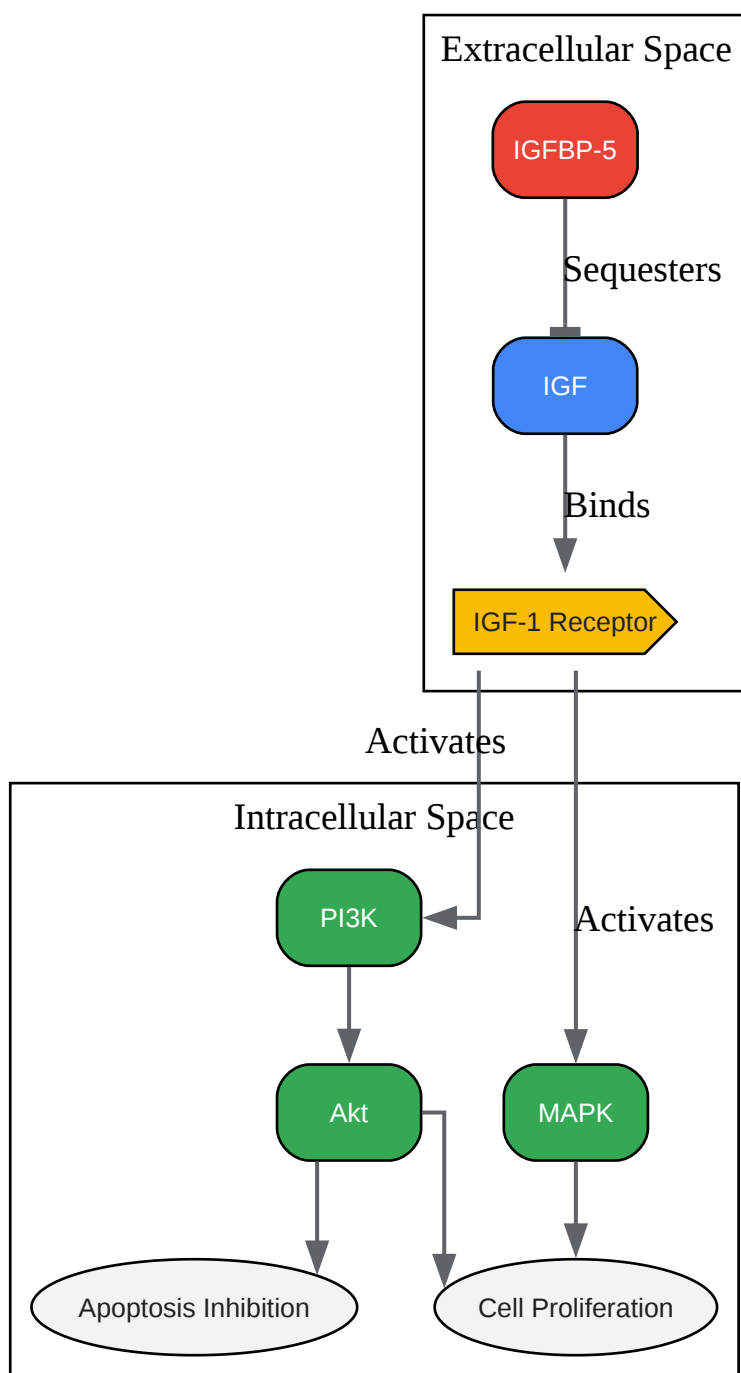 Extracellular Space
IGFBP-5
Sequesters
IGF
Binds
IGF-1 Receptor
Activates
Intracellular Space
PI3K
Activates
Akt
MAPK
Apoptosis Inhibition
Cell Proliferation